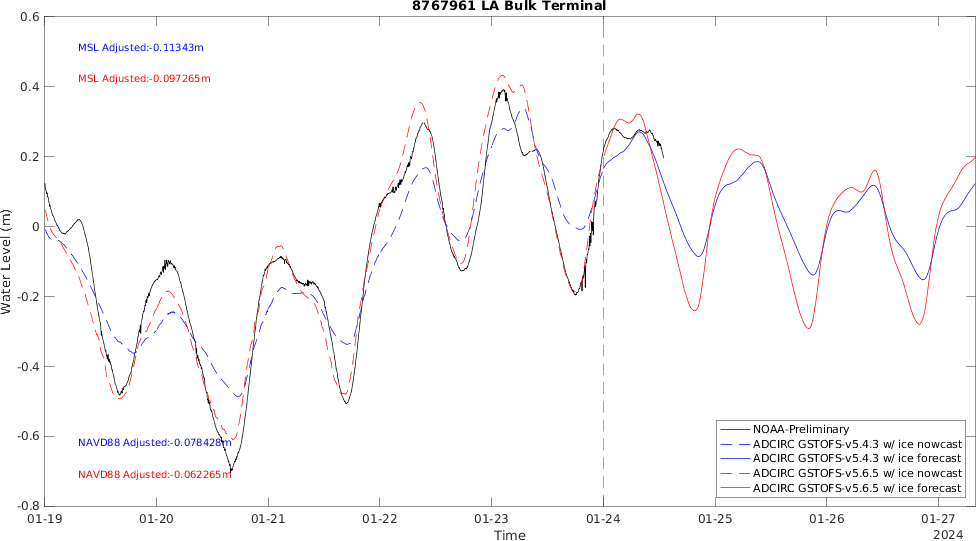 8767961 LA Bulk Terminal
0.6
0.4
0.2
0
-0.2
-0.4
-0.6
-0.8
Water Level (m)
MSL Adjusted:-0.11343m
MSL Adjusted:-0.097265m
NAVD88 Adjusted:-0.078428m
NAVD88 Adjusted:-0.062265m
NOAA-Preliminary
ADCIRC GSTOFS-v5.4.3 w/ ice nowcast
ADCIRC GSTOFS-v5.4.3 w/ ice forecast
ADCIRC GSTOFS-v5.6.5 w/ ice nowcast
ADCIRC GSTOFS-v5.6.5 w/ ice forecast
01-19 01-20 01-21 01-22 01-23 01-24 01-25 01-26 01-27
Time
2024